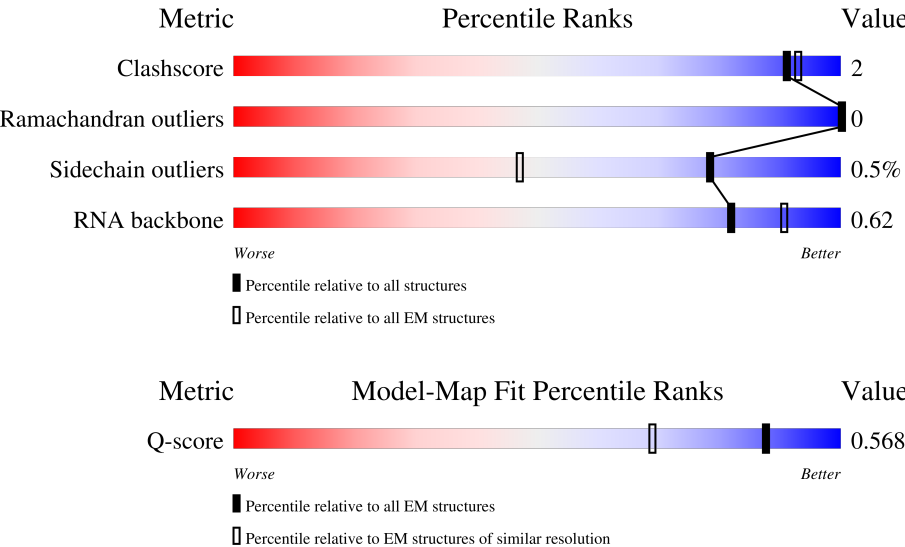 Metric Percentile Ranks Value
Clashscore 2
Ramachandran outliers 0
Sidechain outliers 0.5%
RNA backbone 0.62
Worse Better
Percentile relative to all structures
Percentile relative to all EM structures
Metric Model-Map Fit Percentile Ranks Value
Q-score 0.568
Worse Better
Percentile relative to all EM structures
Percentile relative to EM structures of similar resolution